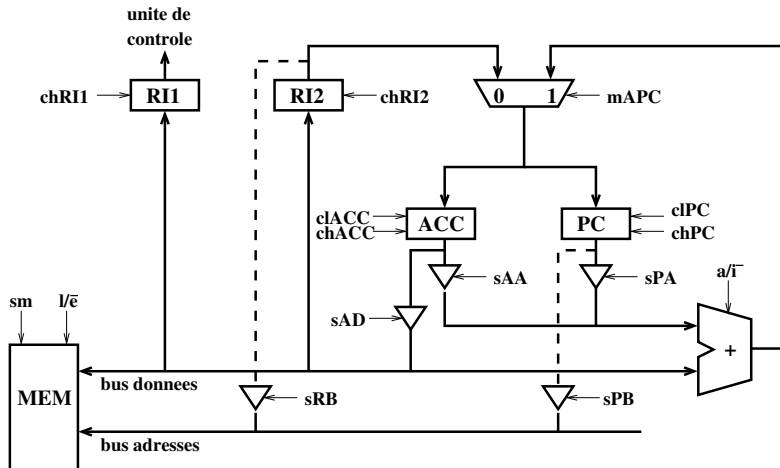 unite de
controle
chRI1
RI1
RI2
chRI2
0 1
mAPC
clACC
chACC
ACC
PC
clPC
chPC
sAA
sPA
a/i̅
sm
l/e̅
sAD
+
MEM
bus donnees
sRB
sPB
bus adresses